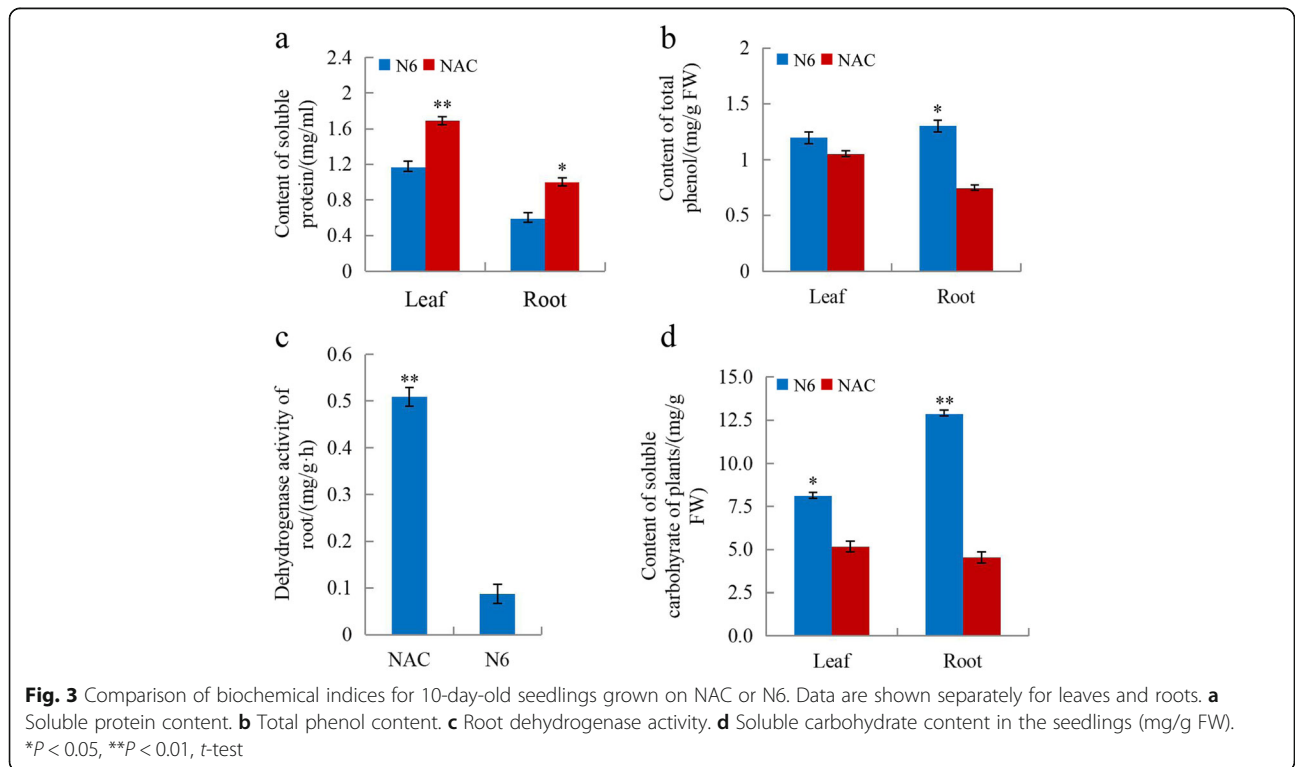 a
Content of soluble
protein/(mg/ml)
N6 NAC
2.4
2
1.6
1.2
0.8
0.4
0
**
*
Leaf Root
b
Content of total
phenol/(mg/g FW)
N6 NAC
2
1.5
1
0.5
0
*
Leaf Root
c
Dehydrogenase activity of
root/(mg/g·h)
0.6
0.5
0.4
0.3
0.2
0.1
0
**
NAC N6
d
Content of soluble
carbohyrate of plants/(mg/g
FW)
N6 NAC
15.0
12.5
10.0
7.5
5.0
2.5
0.0
*
**
Leaf Root
Fig. 3 Comparison of biochemical indices for 10-day-old seedlings grown on NAC or N6. Data are shown separately for leaves and roots. a
Soluble protein content. b Total phenol content. c Root dehydrogenase activity. d Soluble carbohydrate content in the seedlings (mg/g FW).
*P < 0.05, **P < 0.01, t-test